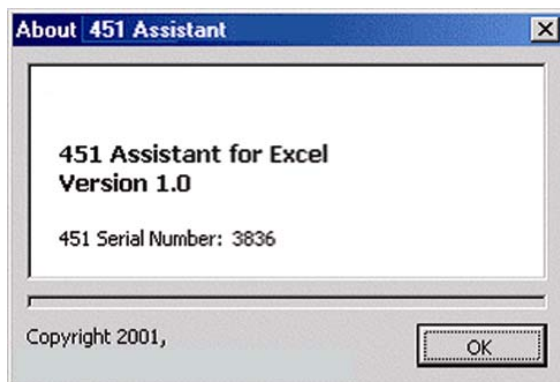 About 451 Assistant
451 Assistant for Excel
Version 1.0
451 Serial Number: 3836
Copyright 2001,
OK